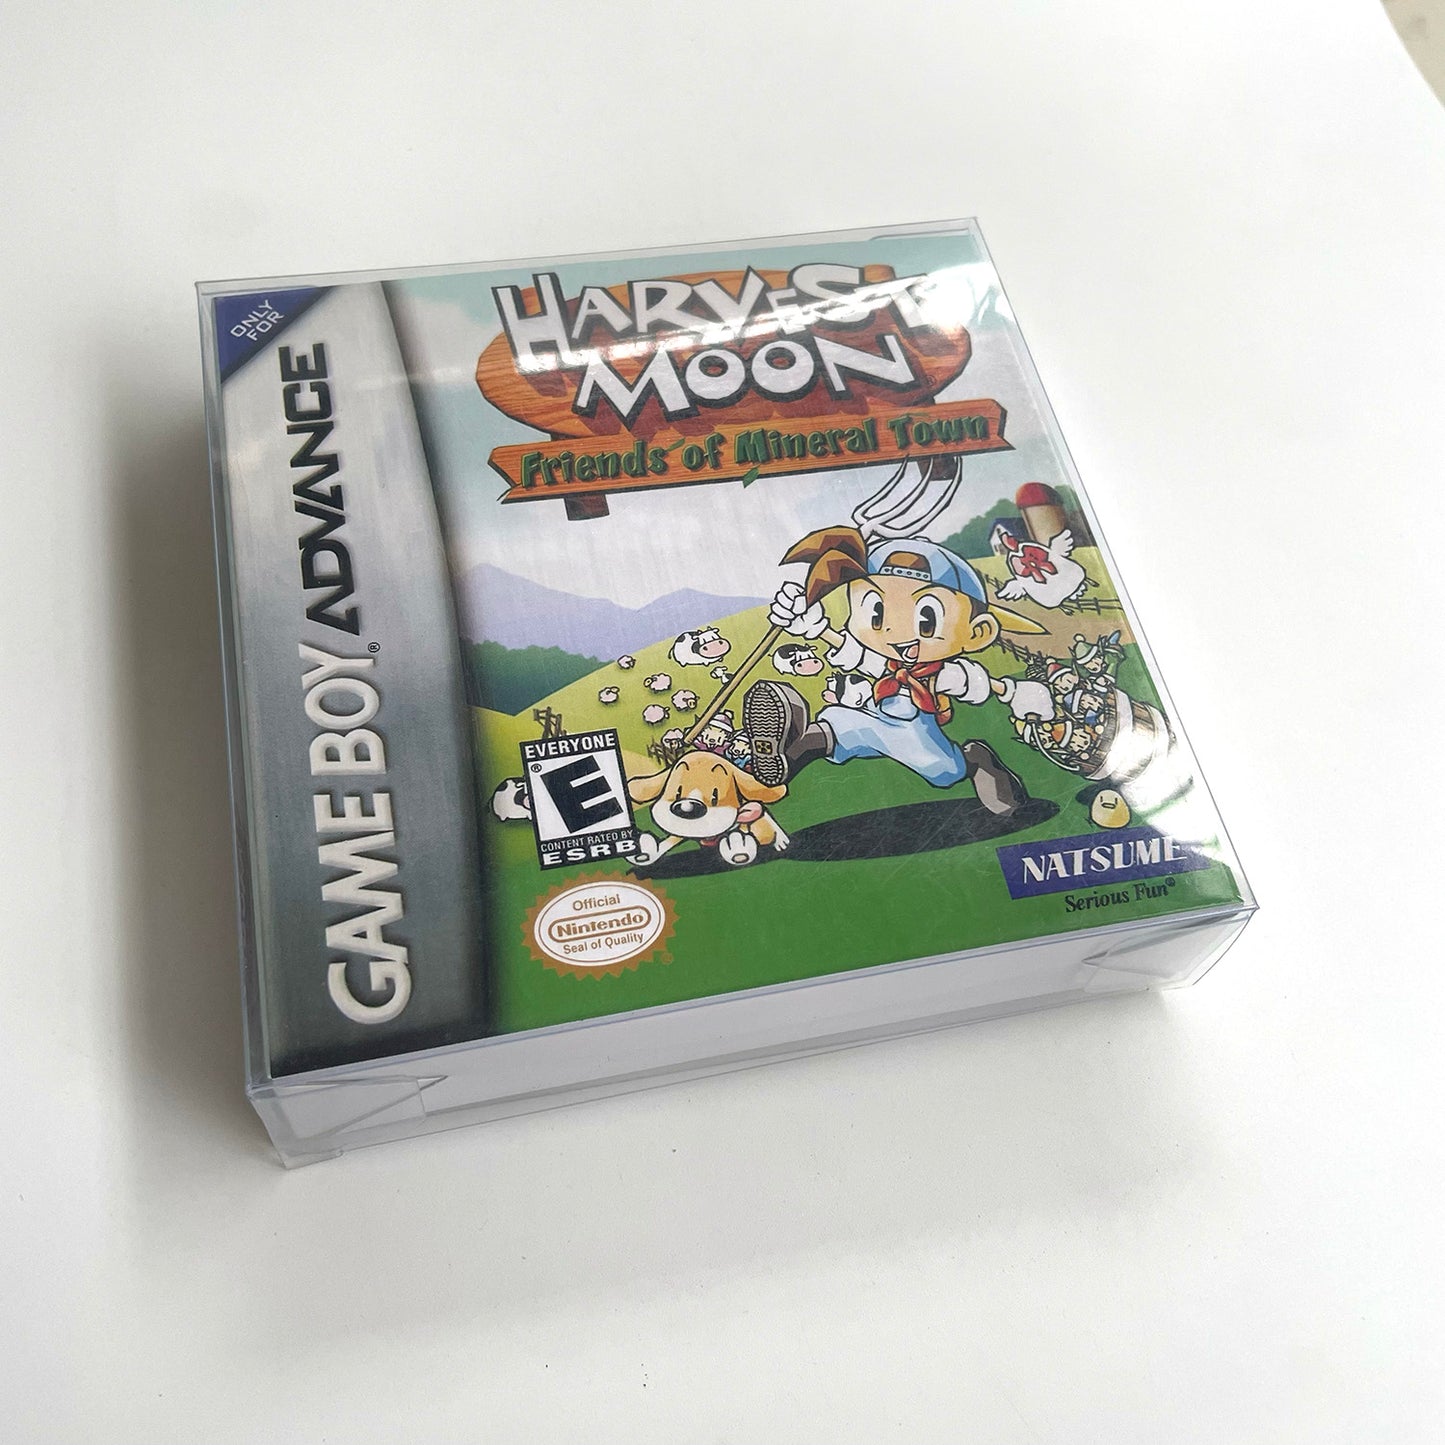 ONLY
FOR
GAME BOY ADVANCE
®
HARVEST
MOON
®
Friends of Mineral Town
EVERYONE
®
E
CONTENT RATED BY
ESRB
Official
Nintendo
Seal of Quality
®
NATSUME
Serious Fun®